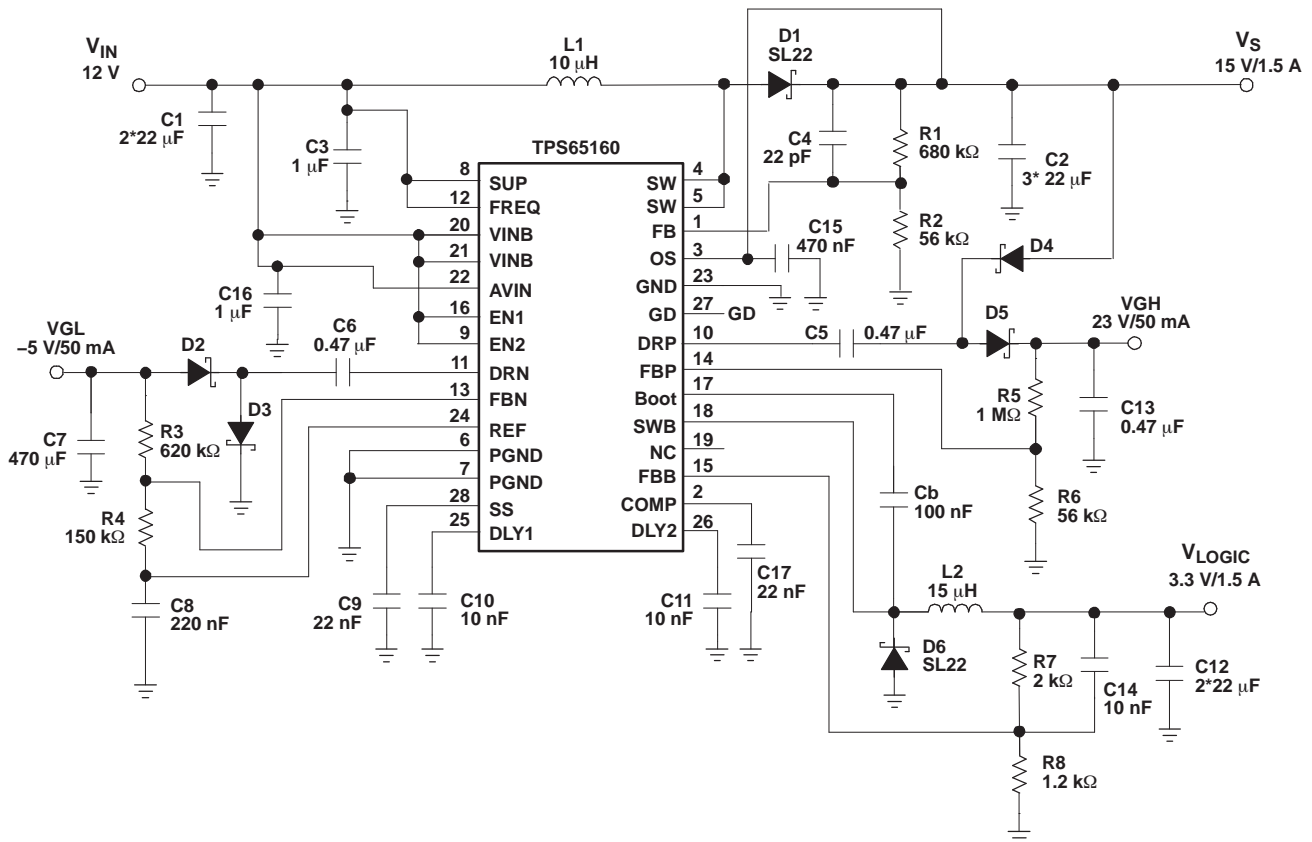 V_IN
12 V
L1
10 μH
D1
SL22
V_S
15 V/1.5 A
C1
2*22 μF
C3
1 μF
TPS65160
C4
22 pF
R1
680 kΩ
C2
3* 22 μF
8 SUP
12 FREQ
20 VINB
21 VINB
22 AVIN
16 EN1
9 EN2
11 DRN
13 FBN
24 REF
6 PGND
7 PGND
28 SS
25 DLY1
SW 4
SW 5
FB 1
OS 3
GND 23
GD 27 GD
DRP 10
FBP 14
Boot 17
SWB 18
NC 19
FBB 15
COMP 2
DLY2 26
C15
470 nF
R2
56 kΩ
D4
C16
1 μF
VGL
–5 V/50 mA
D2
C6
0.47 μF
C5
0.47 μF
D5
VGH
23 V/50 mA
C7
470 μF
R3
620 kΩ
D3
R5
1 MΩ
C13
0.47 μF
R4
150 kΩ
Cb
100 nF
R6
56 kΩ
C8
220 nF
C9
22 nF
C10
10 nF
C11
10 nF
C17
22 nF
L2
15 μH
V_LOGIC
3.3 V/1.5 A
D6
SL22
R7
2 kΩ
C14
10 nF
C12
2*22 μF
R8
1.2 kΩ